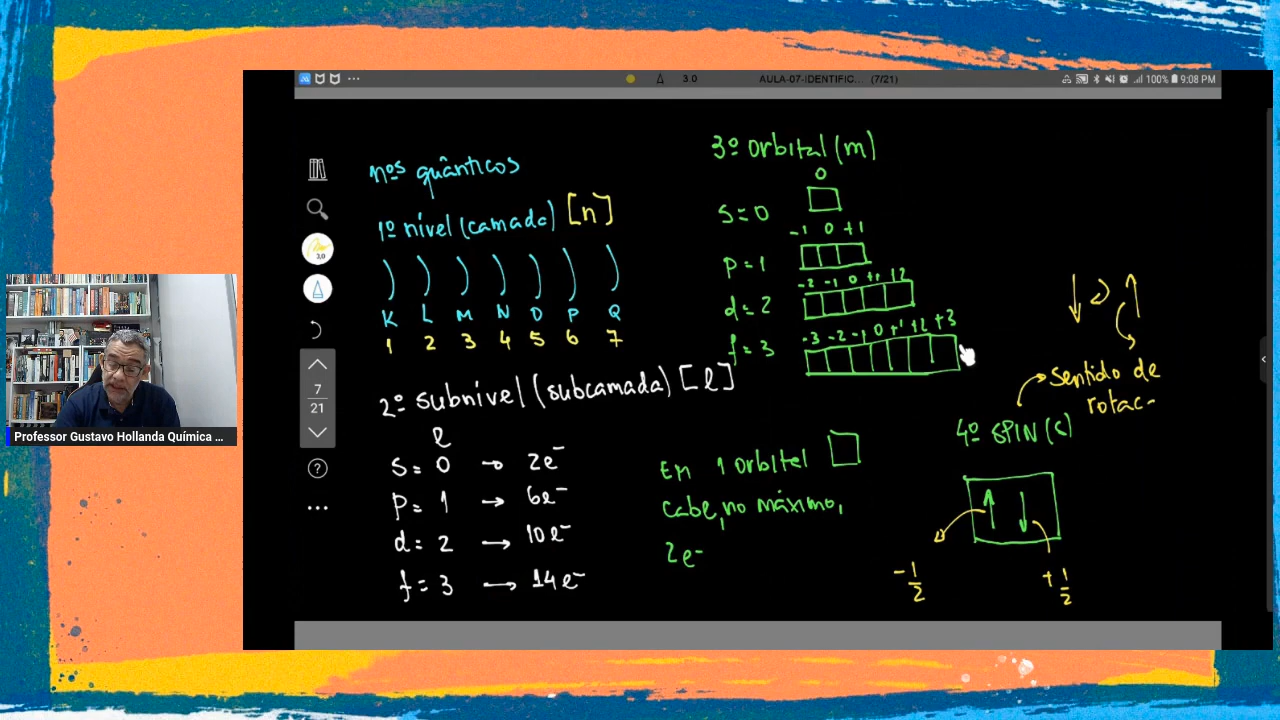 3.0 AULA-07-IDENTIFIC... (7/21) 100% 9:08 PM
3,0
7
21
Professor Gustavo Hollanda Química ...
nos quânticos
1º nível (camada) [n]
K L M N O P Q
1 2 3 4 5 6 7
2º subnível (subcamada) [l]
l
s = 0 → 2e-
p = 1 → 6e-
d = 2 → 10e-
f = 3 → 14e-
3º orbital (m)
0
s = 0
-1 0 +1
p = 1
-2 -1 0 +1 +2
d = 2
-3 -2 -1 0 +1 +2 +3
f = 3
Em 1 orbital
cabe, no máximo,
2e-
sentido de
rotac-
4º SPIN (s)
↑ ↓
-1/2 +1/2